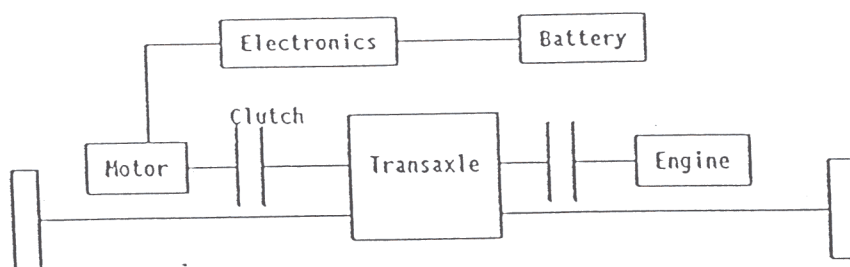 Electronics
Battery
Clutch
Motor
Transaxle
Engine